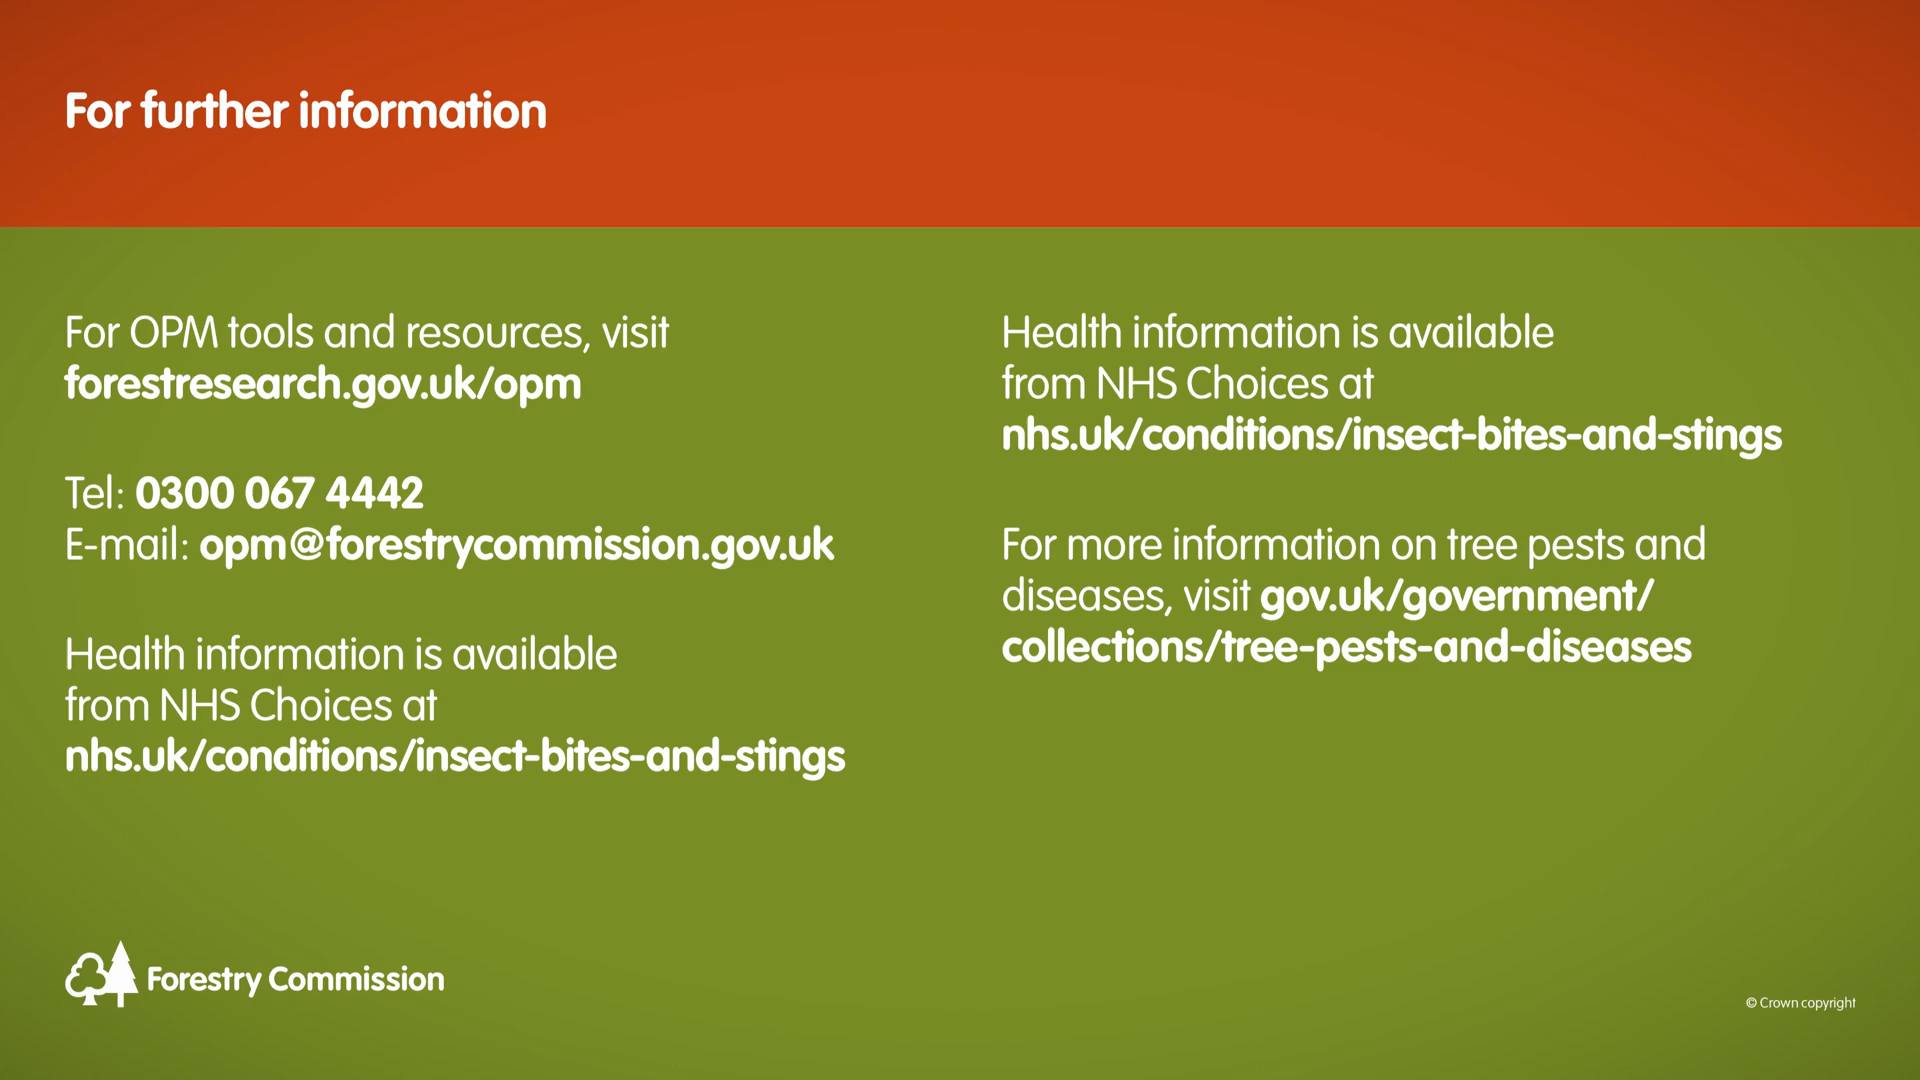 For further information
For OPM tools and resources, visit
forestresearch.gov.uk/opm
Tel: 0300 067 4442
E-mail: opm@forestrycommission.gov.uk
Health information is available
from NHS Choices at
nhs.uk/conditions/insect-bites-and-stings
Health information is available
from NHS Choices at
nhs.uk/conditions/insect-bites-and-stings
For more information on tree pests and
diseases, visit gov.uk/government/
collections/tree-pests-and-diseases
Forestry Commission
© Crown copyright